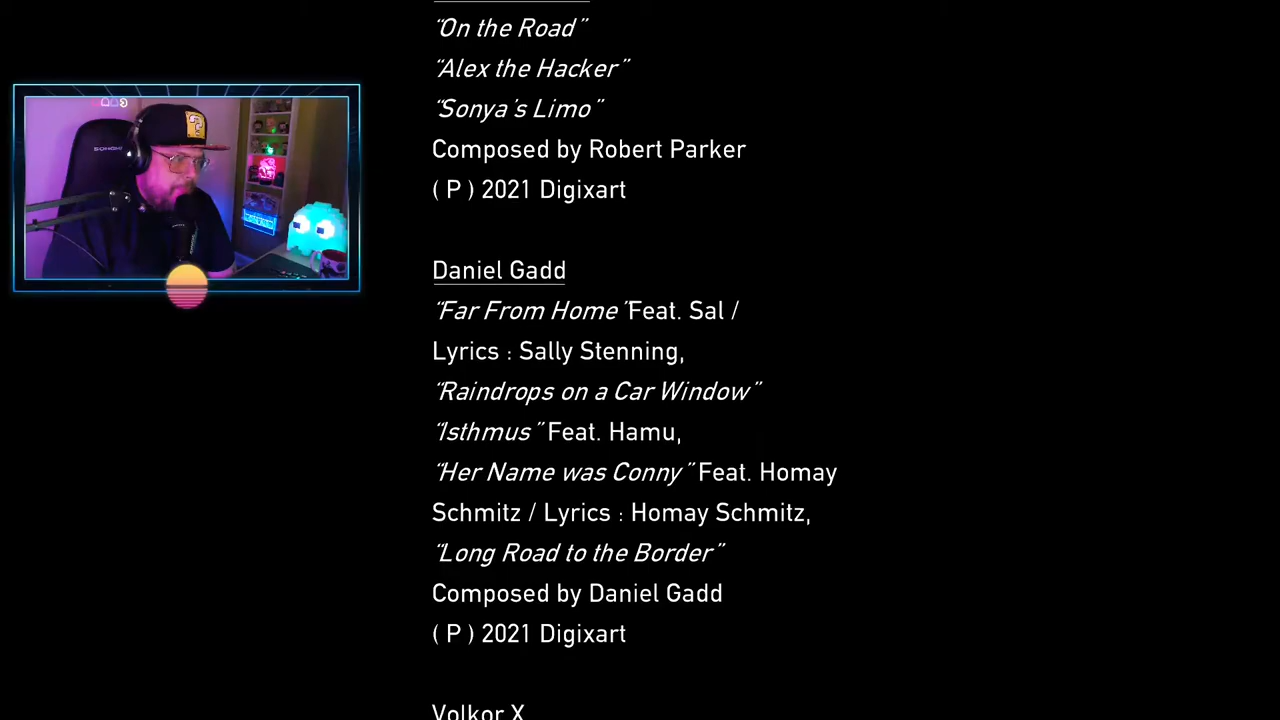 “On the Road”
“Alex the Hacker”
“Sonya’s Limo”
Composed by Robert Parker
( P ) 2021 Digixart
Daniel Gadd
“Far From Home”Feat. Sal /
Lyrics : Sally Stenning,
“Raindrops on a Car Window”
“Isthmus” Feat. Hamu,
“Her Name was Conny” Feat. Homay
Schmitz / Lyrics : Homay Schmitz,
“Long Road to the Border”
Composed by Daniel Gadd
( P ) 2021 Digixart
Volkor X